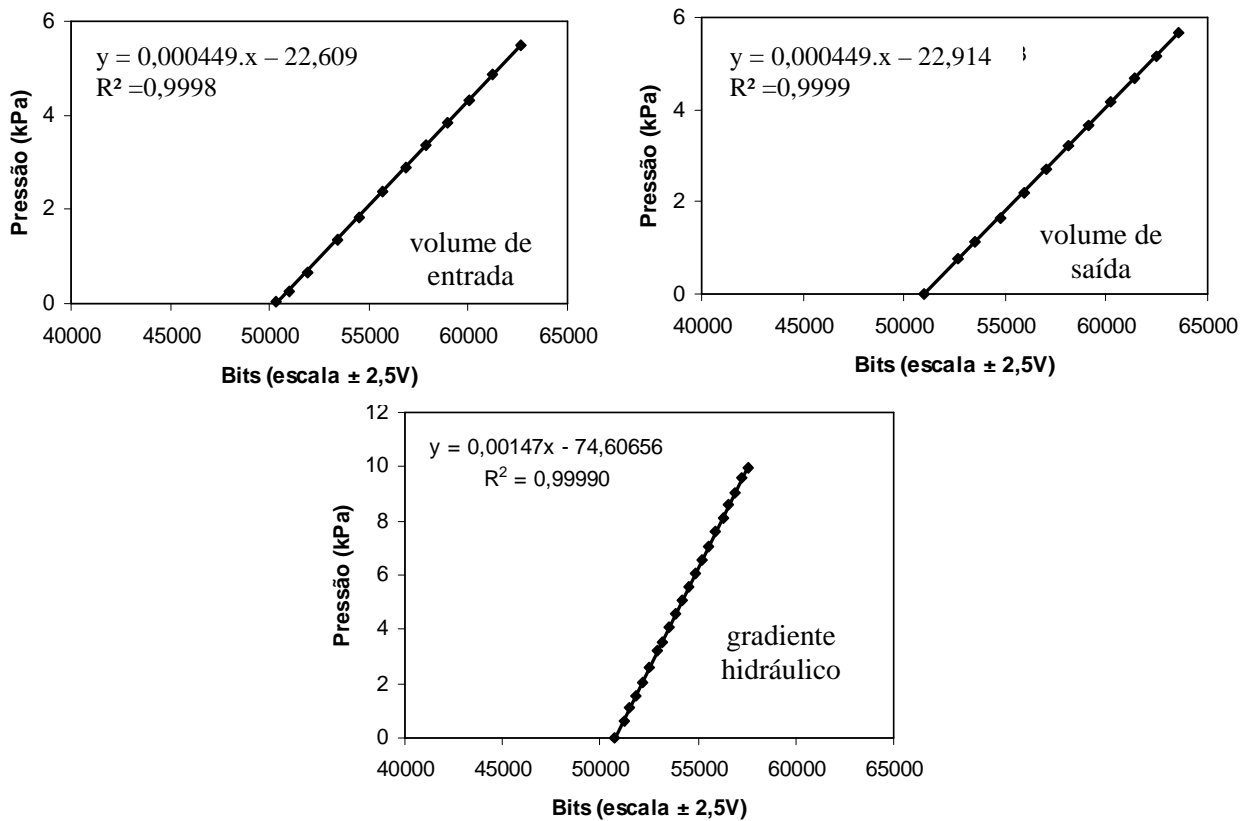 6
4
2
0
Pressão (kPa)
y = 0,000449.x – 22,609
R² =0,9998
volume de
entrada
40000 45000 50000 55000 60000 65000
Bits (escala ± 2,5V)
6
4
2
0
Pressão (kPa)
y = 0,000449.x – 22,914
R² =0,9999
volume de
saída
40000 45000 50000 55000 60000 65000
Bits (escala ± 2,5V)
12
10
8
6
4
2
0
Pressão (kPa)
y = 0,00147x - 74,60656
R² = 0,99990
gradiente
hidráulico
40000 45000 50000 55000 60000 65000
Bits (escala ± 2,5V)